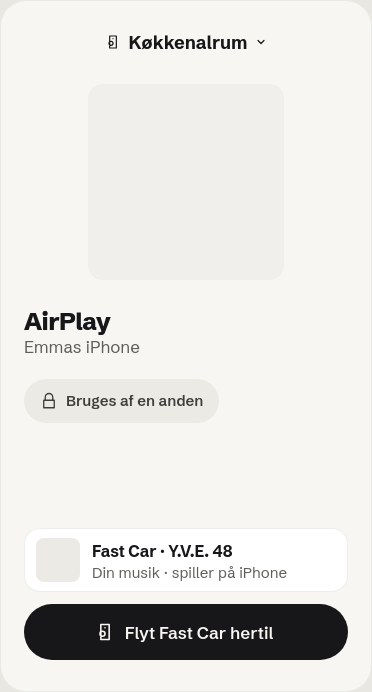 Køkkenalrum
AirPlay
Emmas iPhone
Bruges af en anden
Fast Car · Y.V.E. 48
Din musik · spiller på iPhone
Flyt Fast Car hertil